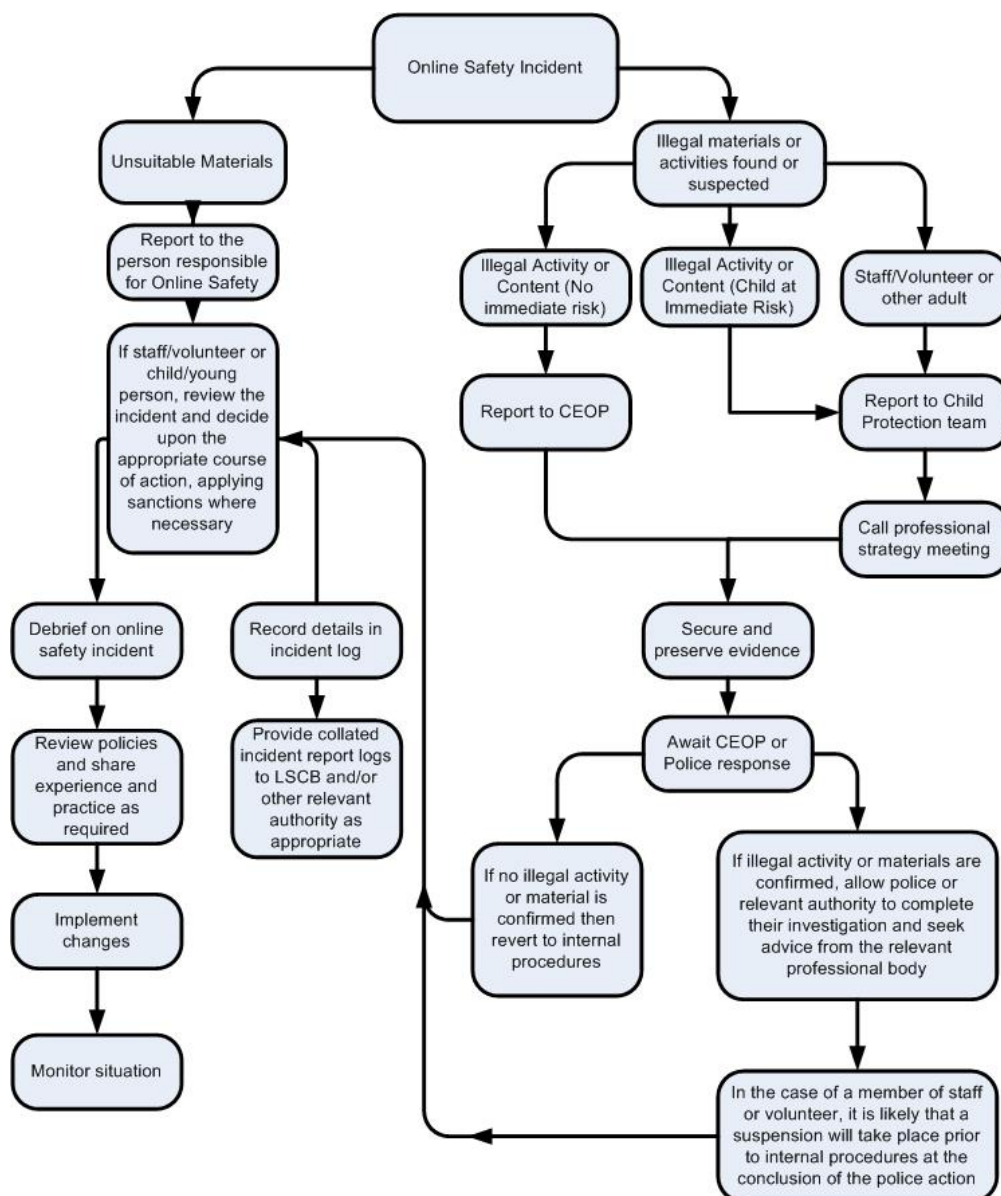 Online Safety Incident
Unsuitable Materials
Report to the
person responsible
for Online Safety
If staff/volunteer or
child/young
person, review the
incident and decide
upon the
appropriate course
of action, applying
sanctions where
necessary
Debrief on online
safety incident
Review policies
and share
experience and
practice as
required
Implement
changes
Monitor situation
Record details in
incident log
Provide collated
incident report logs
to LSCB and/or
other relevant
authority as
appropriate
Illegal materials or
activities found or
suspected
Illegal Activity or
Content (No
immediate risk)
Illegal Activity or
Content (Child at
Immediate Risk)
Staff/Volunteer or
other adult
Report to CEOP
Report to Child
Protection team
Call professional
strategy meeting
Secure and
preserve evidence
Await CEOP or
Police response
If no illegal activity
or material is
confirmed then
revert to internal
procedures
If illegal activity or materials are
confirmed, allow police or
relevant authority to complete
their investigation and seek
advice from the relevant
professional body
In the case of a member of staff
or volunteer, it is likely that a
suspension will take place prior
to internal procedures at the
conclusion of the police action